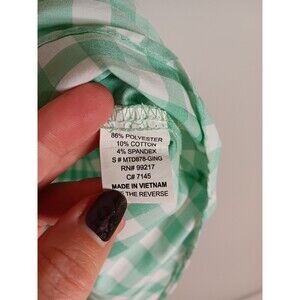 86% POLYESTER
10% COTTON
4% SPANDEX
S # MTD878-GING
RN# 99217
C# 7145
MADE IN VIETNAM
THE REVERSE